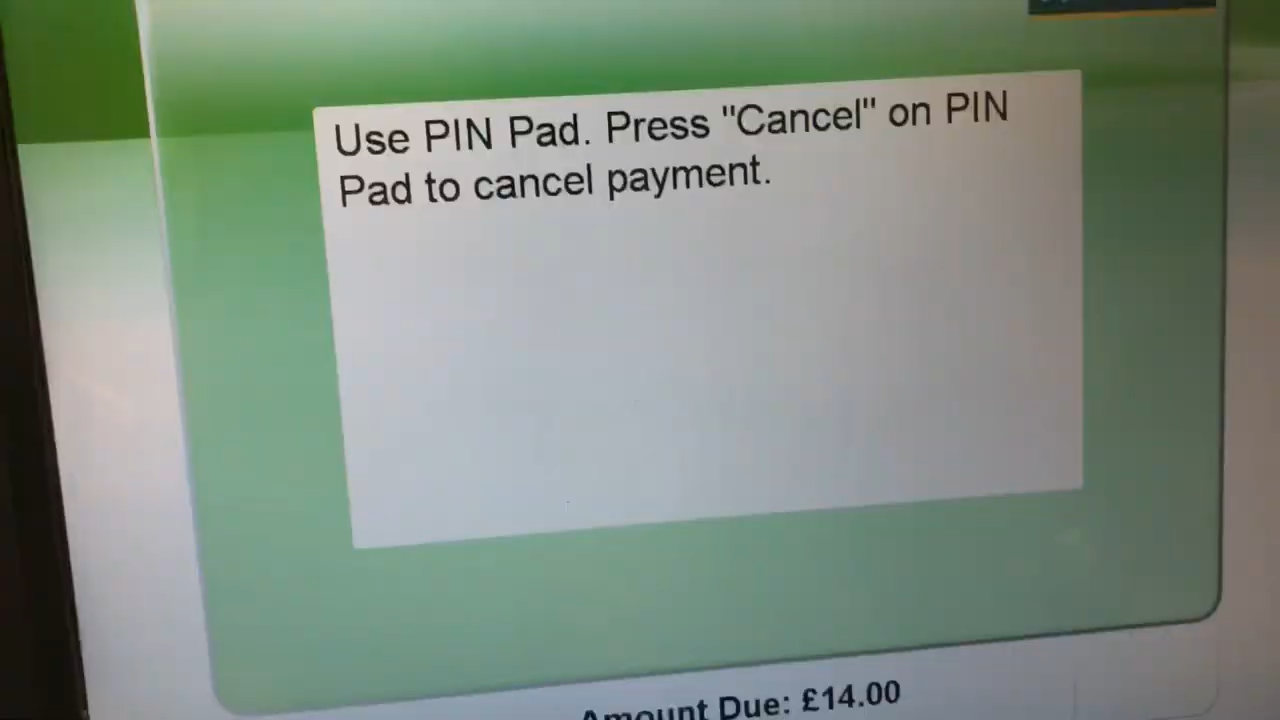 Use PIN Pad. Press "Cancel" on PIN
Pad to cancel payment.
Amount Due: £14.00